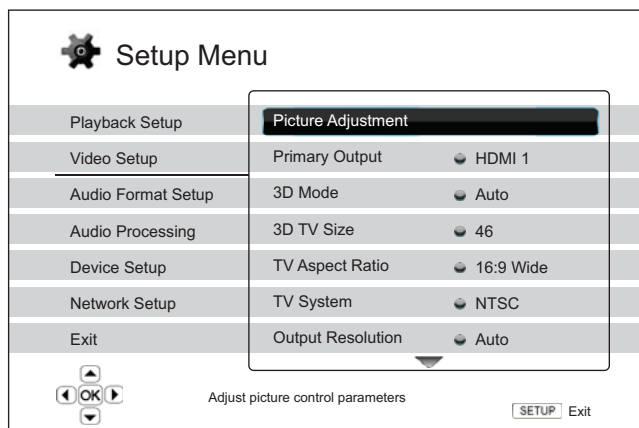 Setup Menu
Playback Setup
Video Setup
Audio Format Setup
Audio Processing
Device Setup
Network Setup
Exit
Picture Adjustment
Primary Output HDMI 1
3D Mode Auto
3D TV Size 46
TV Aspect Ratio 16:9 Wide
TV System NTSC
Output Resolution Auto
OK
Adjust picture control parameters
SETUP Exit